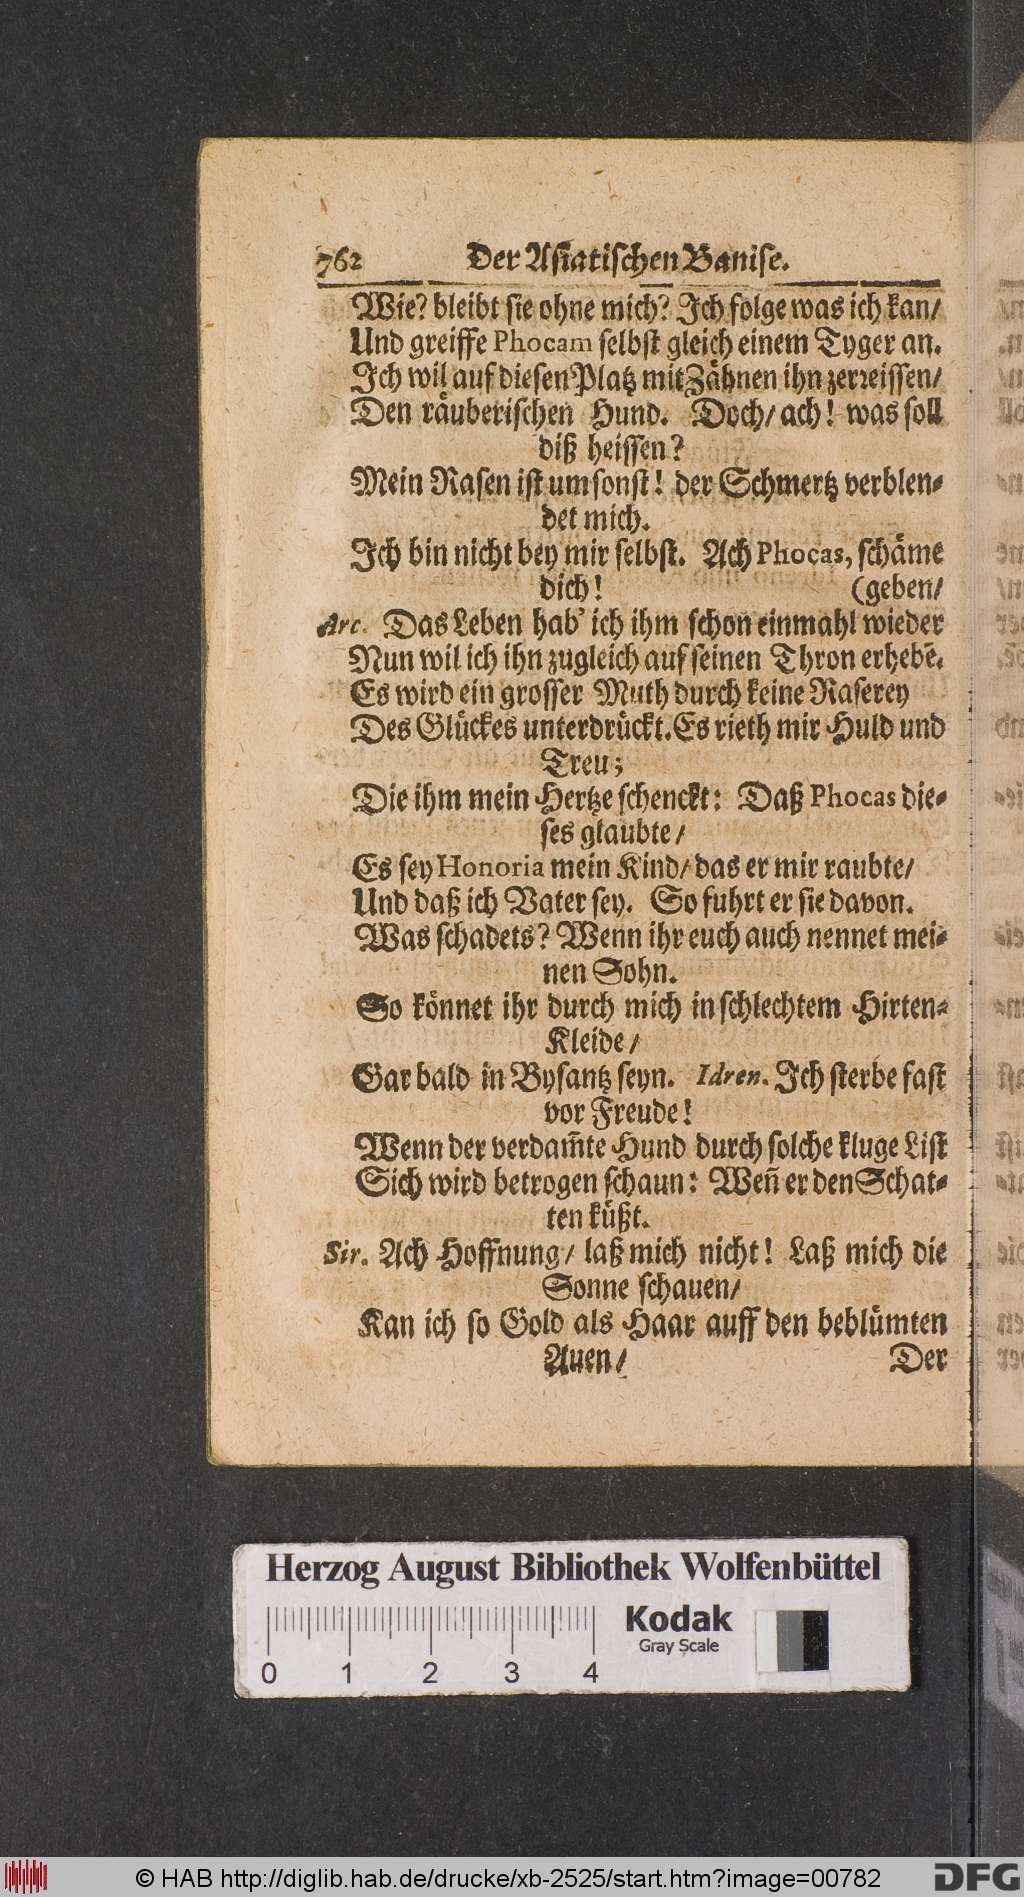 762 Der Asiatischen Banise.
Wie? bleibt sie ohne mich? Ich folge was ich kan/
Und greiffe Phocam selbst gleich einem Tyger an.
Ich wil auf diesen Platz mit Zähnen ihn zerreissen/
Den räuberischen Hund. Doch/ ach! was soll
diß heissen?
Mein Rasen ist umsonst! der Schmertz verblen-
det mich.
Ich bin nicht bey mir selbst. Ach Phocas, schäme
dich! (geben/
Arc. Das Leben hab' ich ihm schon einmahl wieder
Nun wil ich ihn zugleich auf seinen Thron erhebē.
Es wird ein grosser Muth durch keine Raserey
Des Glückes unterdrückt. Es rieth mir Huld und
Treu;
Die ihm mein Hertze schenckt: Daß Phocas die-
ses glaubte/
Es sey Honoria mein Kind/ das er mir raubte/
Und daß ich Vater sey. So fuhrt er sie davon.
Was schadets? Wenn ihr euch auch nennet mei-
nen Sohn.
So könnet ihr durch mich in schlechtem Hirten-
Kleide/
Gar bald in Bysantz seyn. Idren. Ich sterbe fast
vor Freude!
Wenn der verdam̄te Hund durch solche kluge List
Sich wird betrogen schaun: Wen̄ er den Schat-
ten küßt.
Sir. Ach Hoffnung/ laß mich nicht! Laß mich die
Sonne schauen/
Kan ich so Gold als Haar auff den beblümten
Auen/ Der
Herzog August Bibliothek Wolfenbüttel
Kodak
Gray Scale
0 1 2 3 4
© HAB http://diglib.hab.de/drucke/xb-2525/start.htm?image=00782
DFG